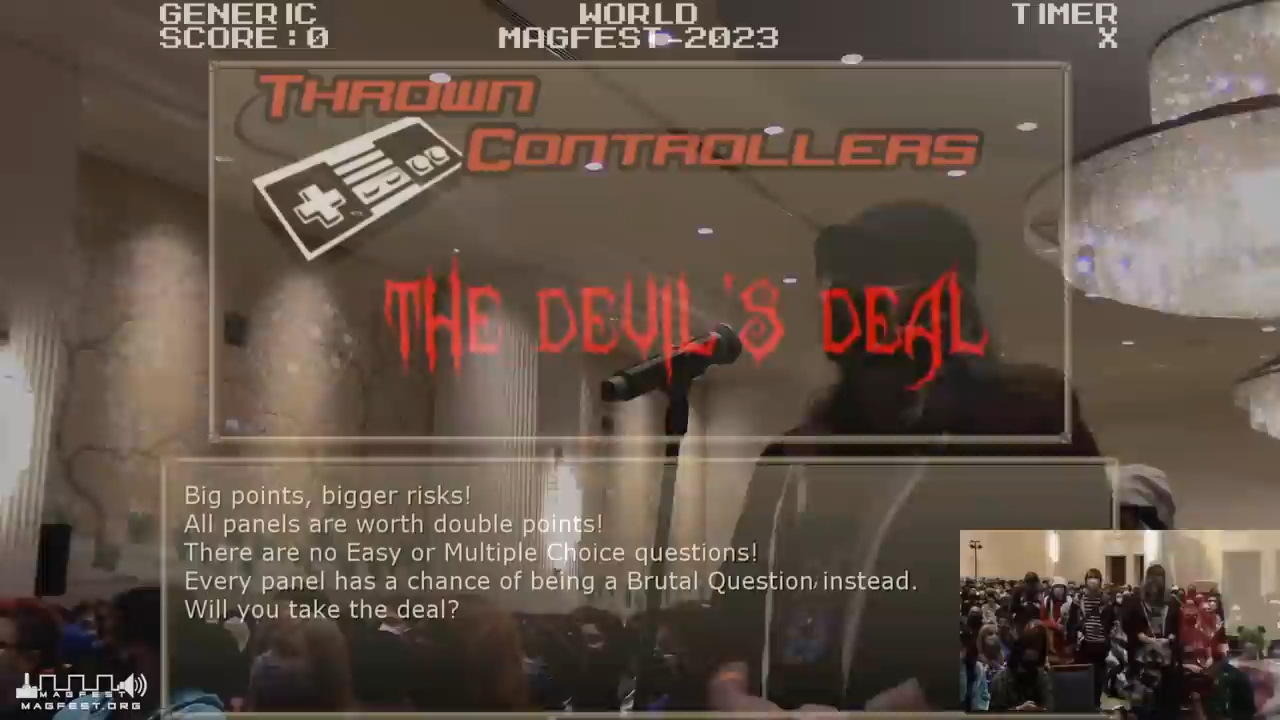 GENERIC
SCORE:0
WORLD
MAGFEST-2023
TIMER
X
THROWN
CONTROLLERS
THE DEVIL'S DEAL
Big points, bigger risks!
All panels are worth double points!
There are no Easy or Multiple Choice questions!
Every panel has a chance of being a Brutal Question instead.
Will you take the deal?
MAGFEST
MAGFEST.ORG